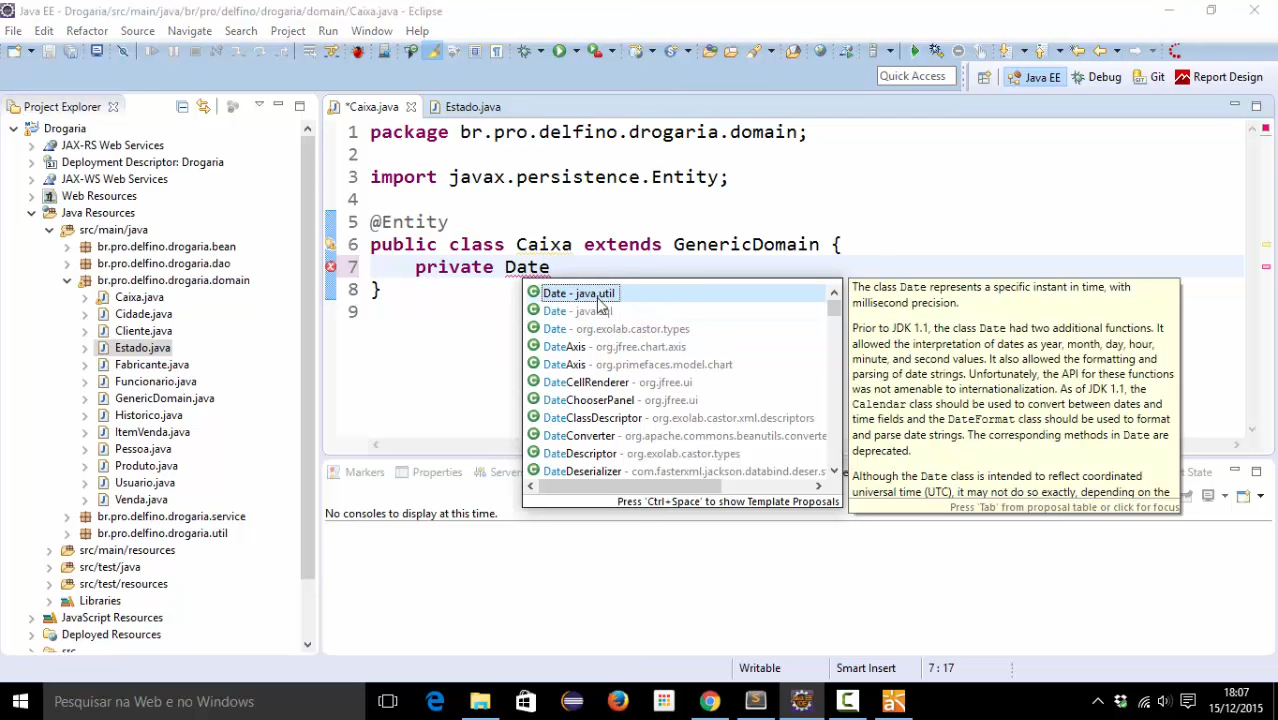 Java EE - Drogaria/src/main/java/br/pro/delfino/drogaria/domain/Caixa.java - Eclipse
File Edit Refactor Source Navigate Search Project Run Window Help
Quick Access Java EE Debug Git Report Design
Project Explorer
*Caixa.java Estado.java
Drogaria
JAX-RS Web Services
Deployment Descriptor: Drogaria
JAX-WS Web Services
Web Resources
Java Resources
src/main/java
br.pro.delfino.drogaria.bean
br.pro.delfino.drogaria.dao
br.pro.delfino.drogaria.domain
Caixa.java
Cidade.java
Cliente.java
Estado.java
Fabricante.java
Funcionario.java
GenericDomain.java
Historico.java
ItemVenda.java
Pessoa.java
Produto.java
Usuario.java
Venda.java
br.pro.delfino.drogaria.service
br.pro.delfino.drogaria.util
src/main/resources
src/test/java
src/test/resources
Libraries
JavaScript Resources
Deployed Resources
1 package br.pro.delfino.drogaria.domain;
2
3 import javax.persistence.Entity;
4
5 @Entity
6 public class Caixa extends GenericDomain {
7 private Date
8 }
9
Date - java.util
Date -
Date - org.exolab.castor.types
DateAxis - org.jfree.chart.axis
DateAxis - org.primefaces.model.chart
DateCellRenderer - org.jfree.ui
DateChooserPanel - org.jfree.ui
DateClassDescriptor - org.exolab.castor.xml.descriptors
DateConverter - org.apache.commons.beanutils.converte
DateDescriptor - org.exolab.castor.types
DateDeserializer - com.fasterxml.jackson.databind.deser.s
Press 'Ctrl+Space' to show Template Proposals
The class Date represents a specific instant in time, with
millisecond precision.
Prior to JDK 1.1, the class Date had two additional functions. It
allowed the interpretation of dates as year, month, day, hour,
minute, and second values. It also allowed the formatting and
parsing of date strings. Unfortunately, the API for these functions
was not amenable to internationalization. As of JDK 1.1, the
Calendar class should be used to convert between dates and
time fields and the DateFormat class should be used to format
and parse date strings. The corresponding methods in Date are
deprecated.
Although the Date class is intended to reflect coordinated
universal time (UTC), it may not do so exactly, depending on the
Press 'Tab' from proposal table or click for focus
Markers Properties Server
No consoles to display at this time.
Writable Smart Insert 7 : 17
Pesquisar na Web e no Windows
18:07
15/12/2015